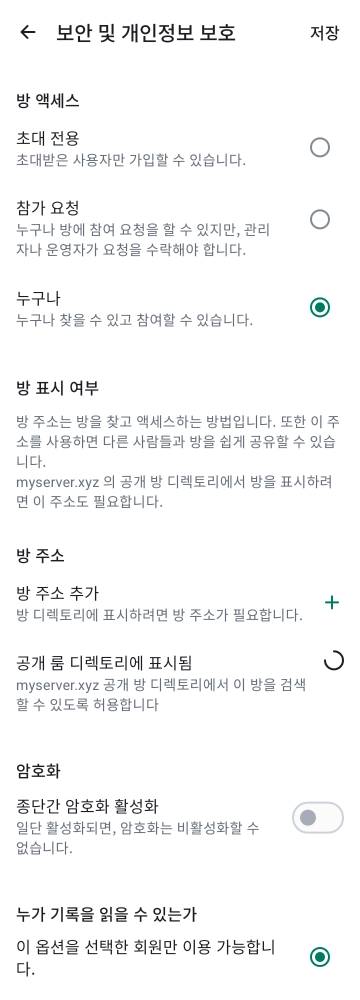 보안 및 개인정보 보호
저장
방 액세스
초대 전용
초대받은 사용자만 가입할 수 있습니다.
참가 요청
누구나 방에 참여 요청을 할 수 있지만, 관리
자나 운영자가 요청을 수락해야 합니다.
누구나
누구나 찾을 수 있고 참여할 수 있습니다.
방 표시 여부
방 주소는 방을 찾고 액세스하는 방법입니다. 또한 이 주
소를 사용하면 다른 사람들과 방을 쉽게 공유할 수 있습
니다.
myserver.xyz 의 공개 방 디렉토리에서 방을 표시하려
면 이 주소도 필요합니다.
방 주소
방 주소 추가
방 디렉토리에 표시하려면 방 주소가 필요합니다.
공개 룸 디렉토리에 표시됨
myserver.xyz 공개 방 디렉토리에서 이 방을 검색
할 수 있도록 허용합니다
암호화
종단간 암호화 활성화
일단 활성화되면, 암호화는 비활성화할 수
없습니다.
누가 기록을 읽을 수 있는가
이 옵션을 선택한 회원만 이용 가능합니
다.